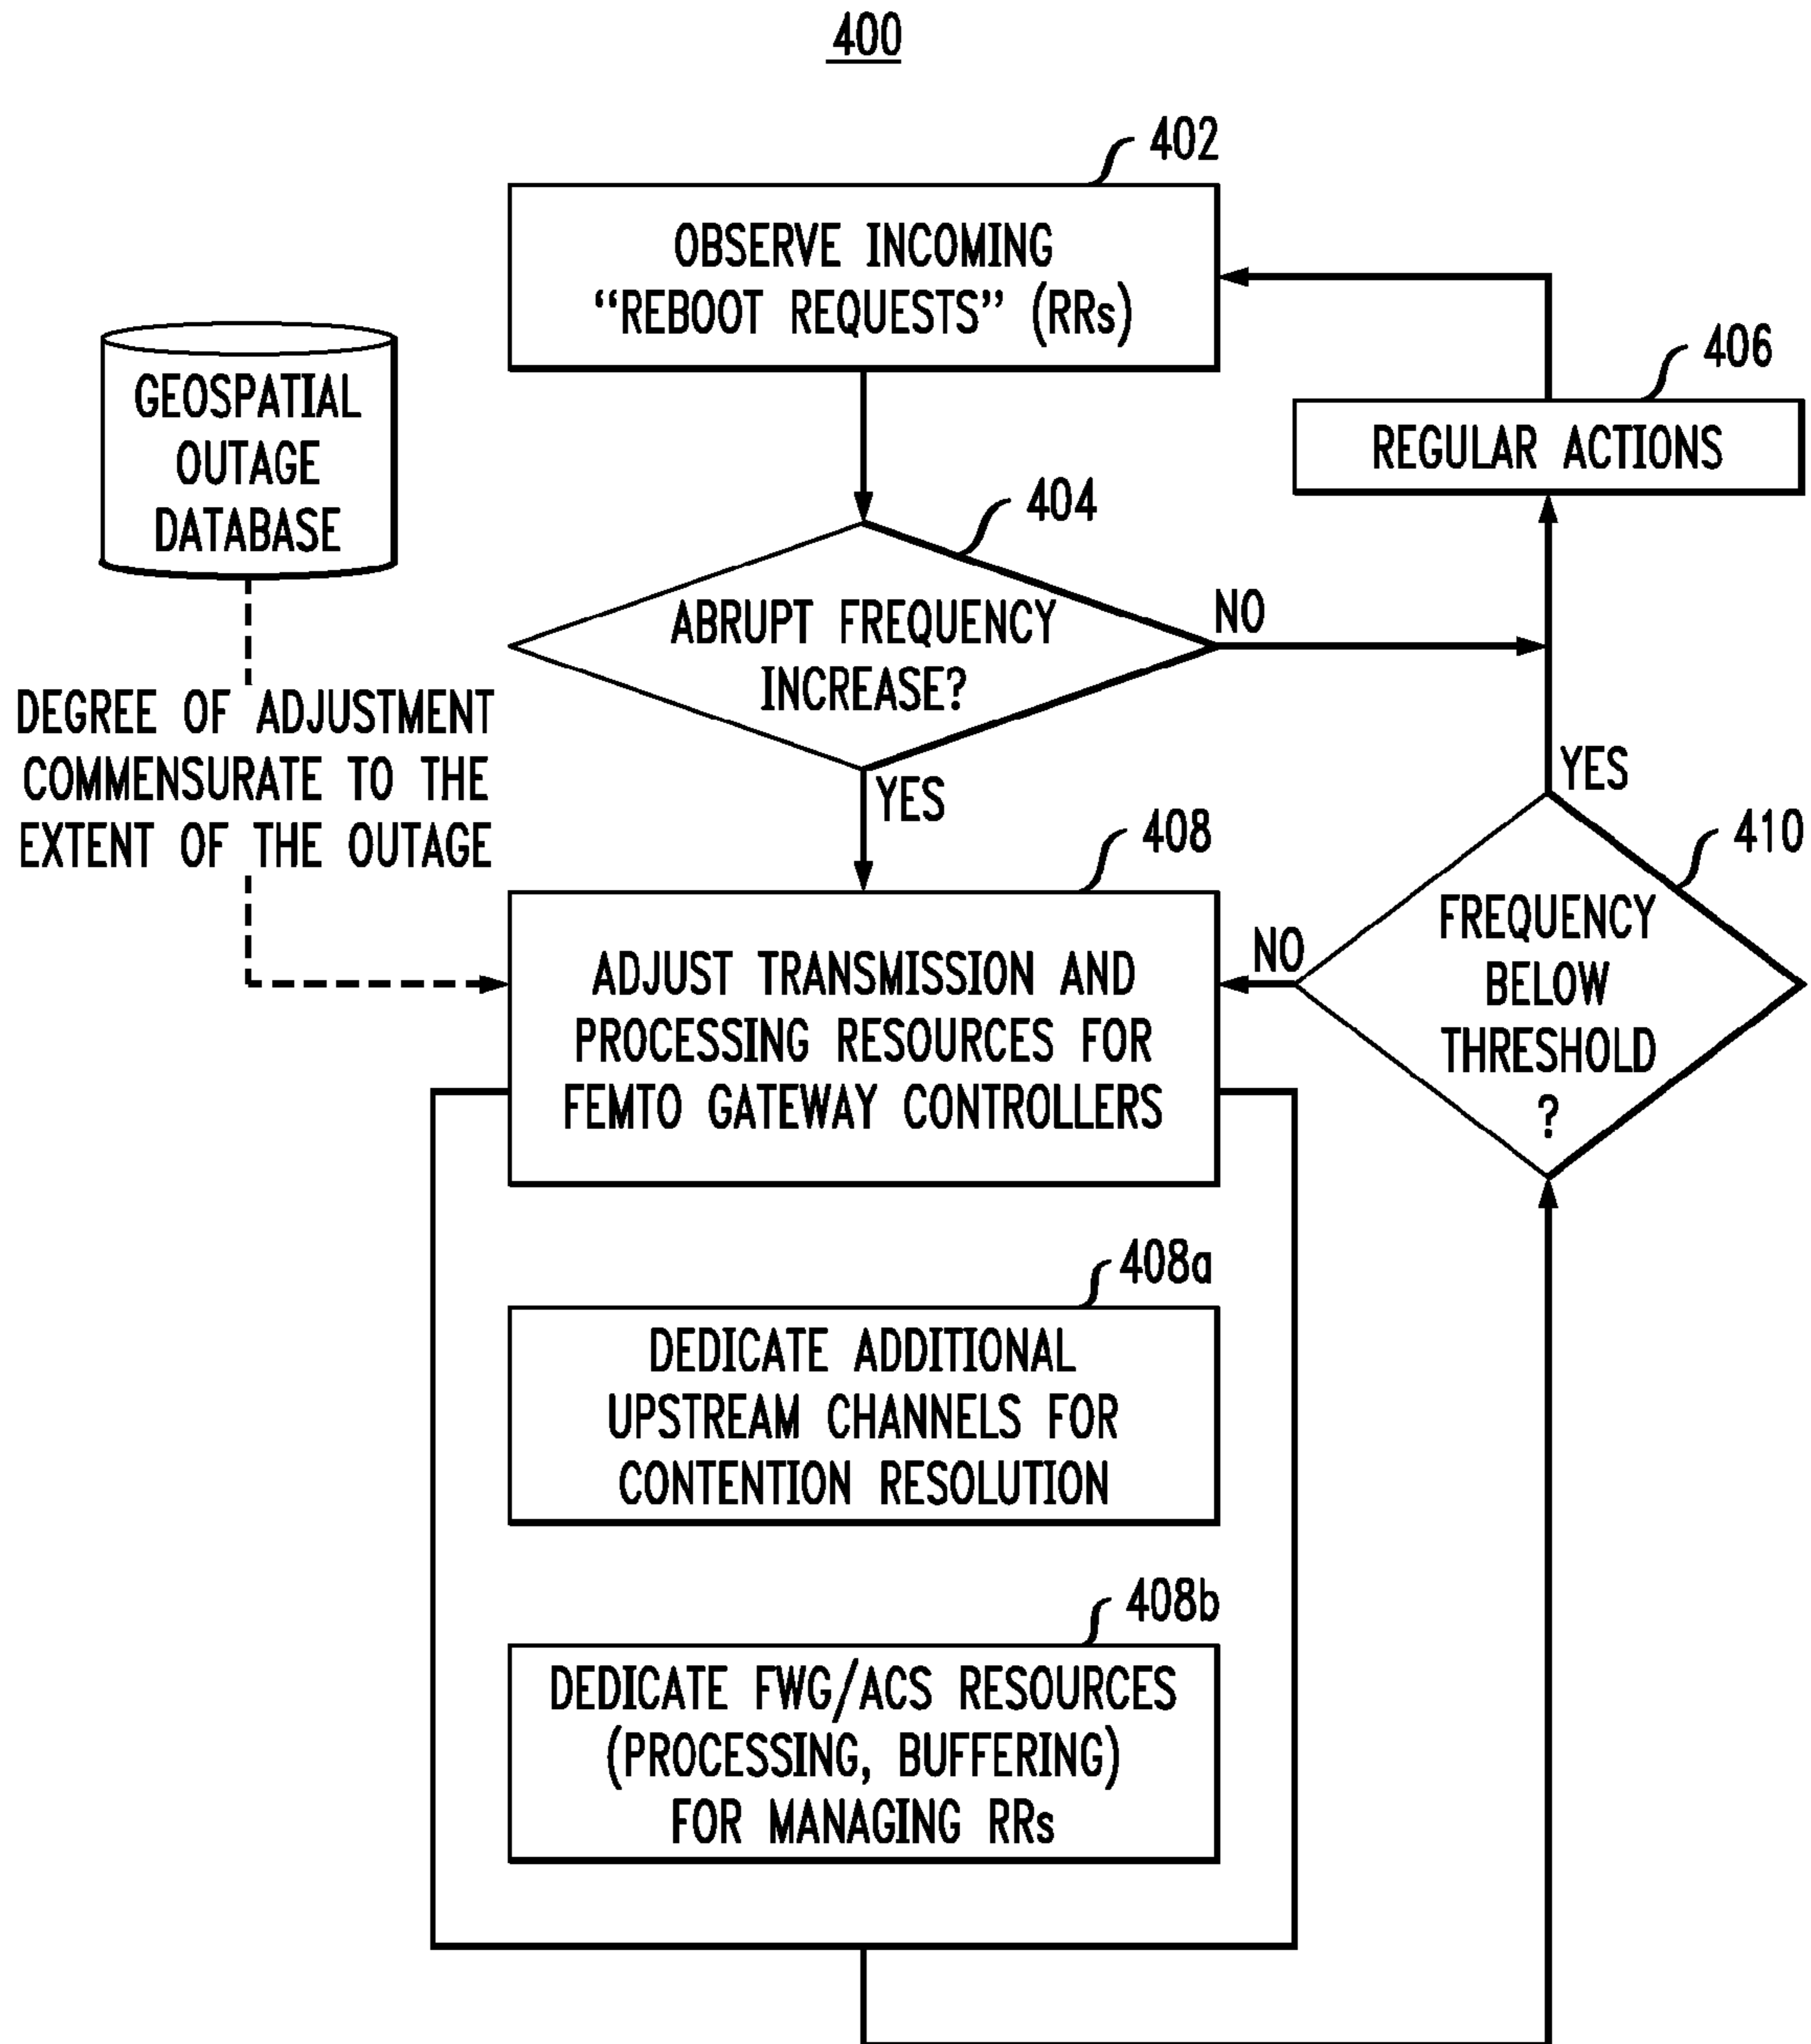 400
402
OBSERVE INCOMING
“REBOOT REQUESTS” (RRs)
GEOSPATIAL
OUTAGE
DATABASE
406
REGULAR ACTIONS
404
ABRUPT FREQUENCY
INCREASE?
NO
YES
DEGREE OF ADJUSTMENT
COMMENSURATE TO THE
EXTENT OF THE OUTAGE
408
ADJUST TRANSMISSION AND
PROCESSING RESOURCES FOR
FEMTO GATEWAY CONTROLLERS
YES
410
FREQUENCY
BELOW
THRESHOLD
?
NO
408a
DEDICATE ADDITIONAL
UPSTREAM CHANNELS FOR
CONTENTION RESOLUTION
408b
DEDICATE FWG/ACS RESOURCES
(PROCESSING, BUFFERING)
FOR MANAGING RRs